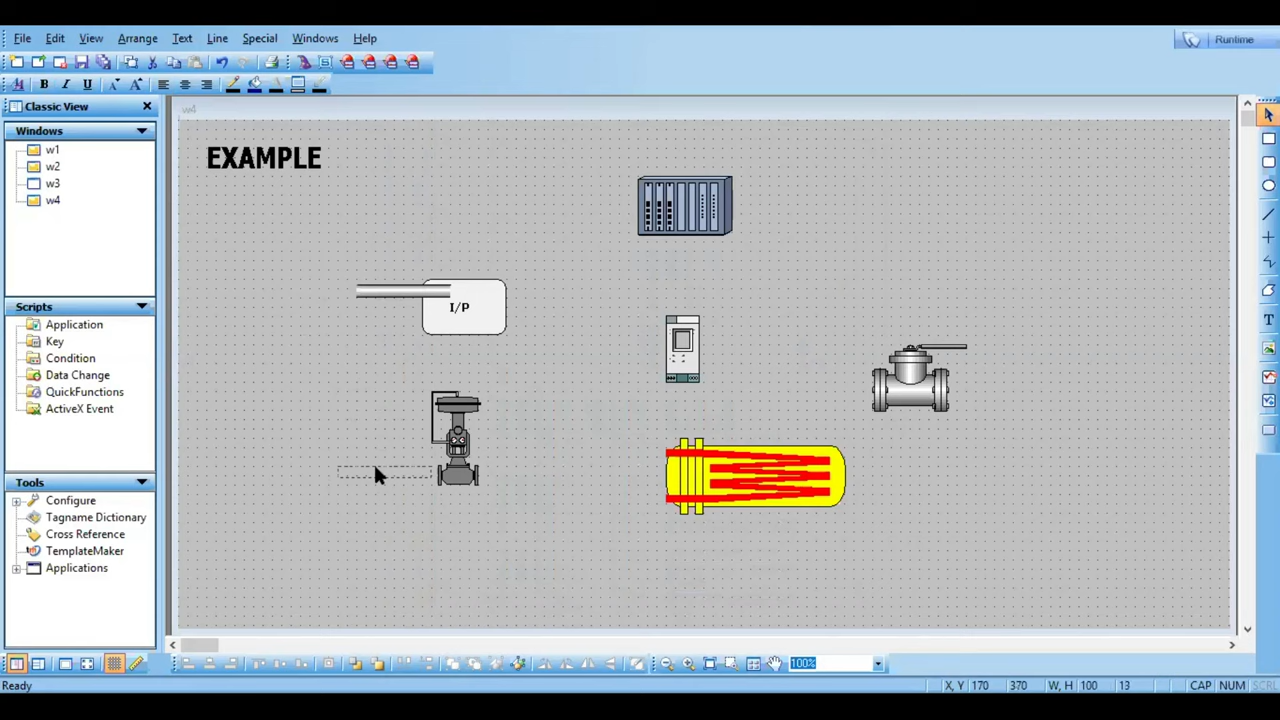 File Edit View Arrange Text Line Special Windows Help
Runtime
B I U
Classic View
w4
Windows
w1
w2
w3
w4
EXAMPLE
I/P
Scripts
Application
Key
Condition
Data Change
QuickFunctions
ActiveX Event
T
Tools
Configure
Tagname Dictionary
Cross Reference
TemplateMaker
Applications
100%
Ready
X, Y 170 370 W, H 100 13 CAP NUM SCRL